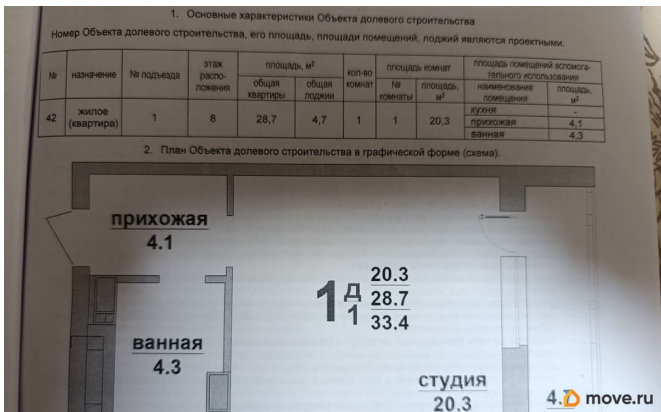 1. Основные характеристики Объекта долевого строительства
Номер Объекта долевого строительства, его площадь, площади помещений, лоджий являются проектными.
№ назначение № подъезда этаж распо- ложения площадь, м² общая квартиры общая лоджии кол-во комнат площадь комнат № комнаты площадь, м² площадь помещений вспомога- тельного использования наименование помещения площадь, м²
42 жилое (квартира) 1 8 28,7 4,7 1 1 20,3 кухня -
прихожая 4,1
ванная 4,3
2. План Объекта долевого строительства в графической форме (схема).
прихожая
4.1
1 Д 1
20.3
28.7
33.4
ванная
4.3
студия
20.3
move.ru